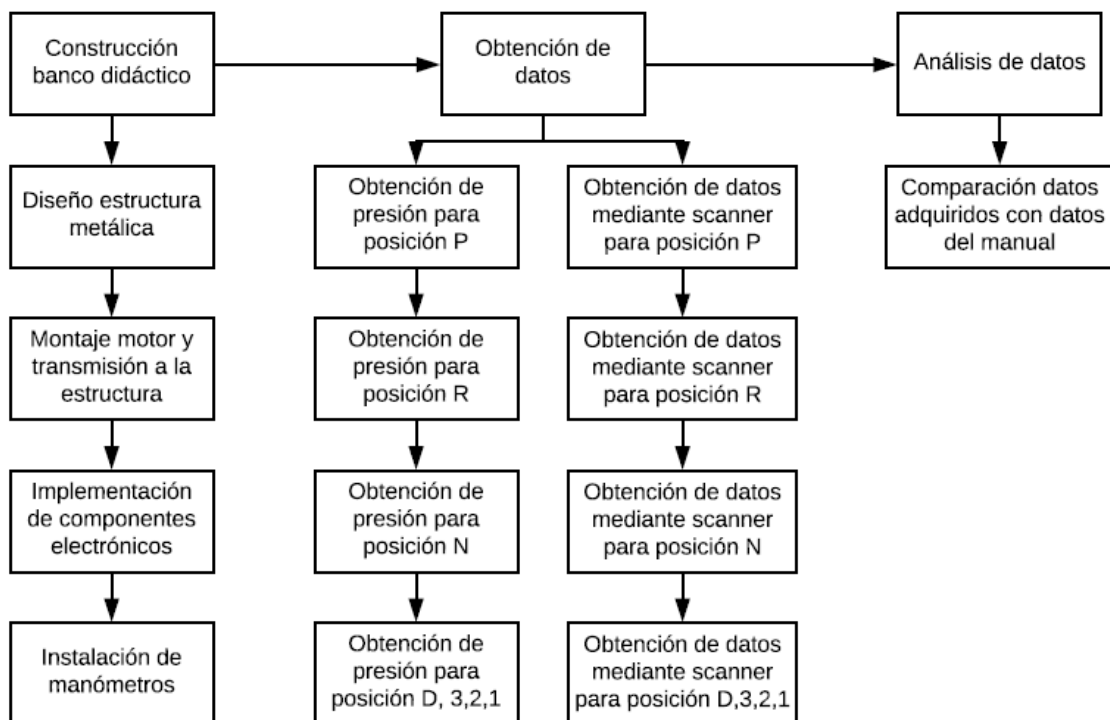 Construcción
banco didáctico
Obtención de
datos
Análisis de datos
Diseño estructura
metálica
Obtención de
presión para
posición P
Obtención de datos
mediante scanner
para posición P
Comparación datos
adquiridos con datos
del manual
Montaje motor y
transmisión a la
estructura
Obtención de
presión para
posición R
Obtención de datos
mediante scanner
para posición R
Implementación
de componentes
electrónicos
Obtención de
presión para
posición N
Obtención de datos
mediante scanner
para posición N
Instalación de
manómetros
Obtención de
presión para
posición D, 3,2,1
Obtención de datos
mediante scanner
para posición D,3,2,1